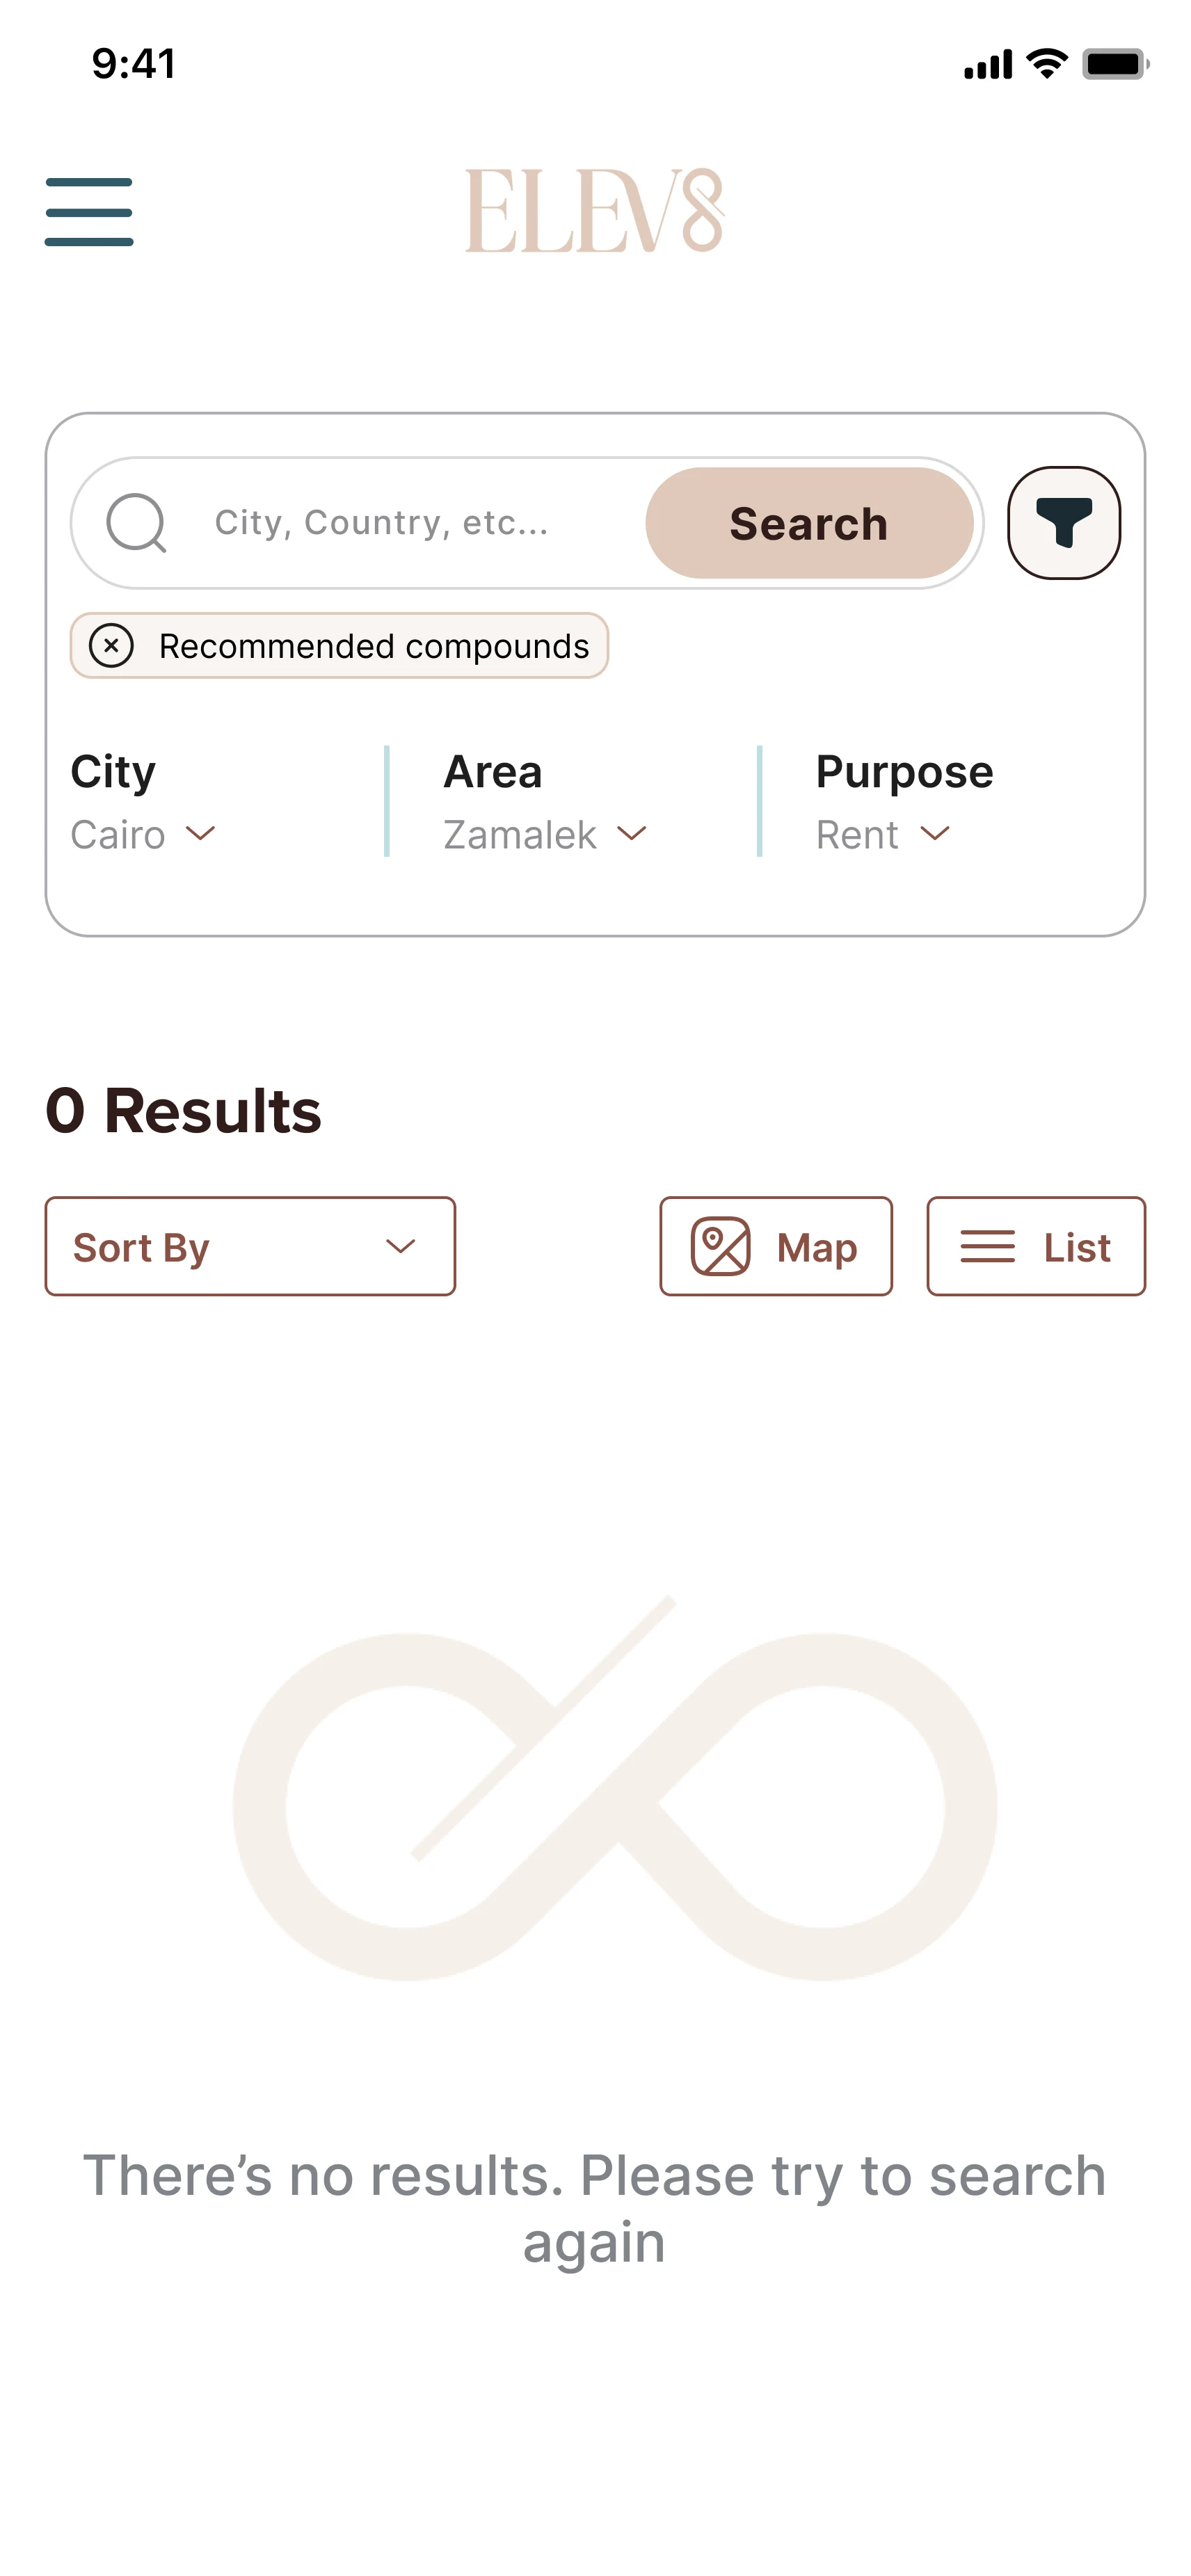 9:41
ELEV8
City, Country, etc...
Search
Recommended compounds
City
Area
Purpose
Cairo
Zamalek
Rent
0 Results
Sort By
Map
List
There’s no results. Please try to search
again